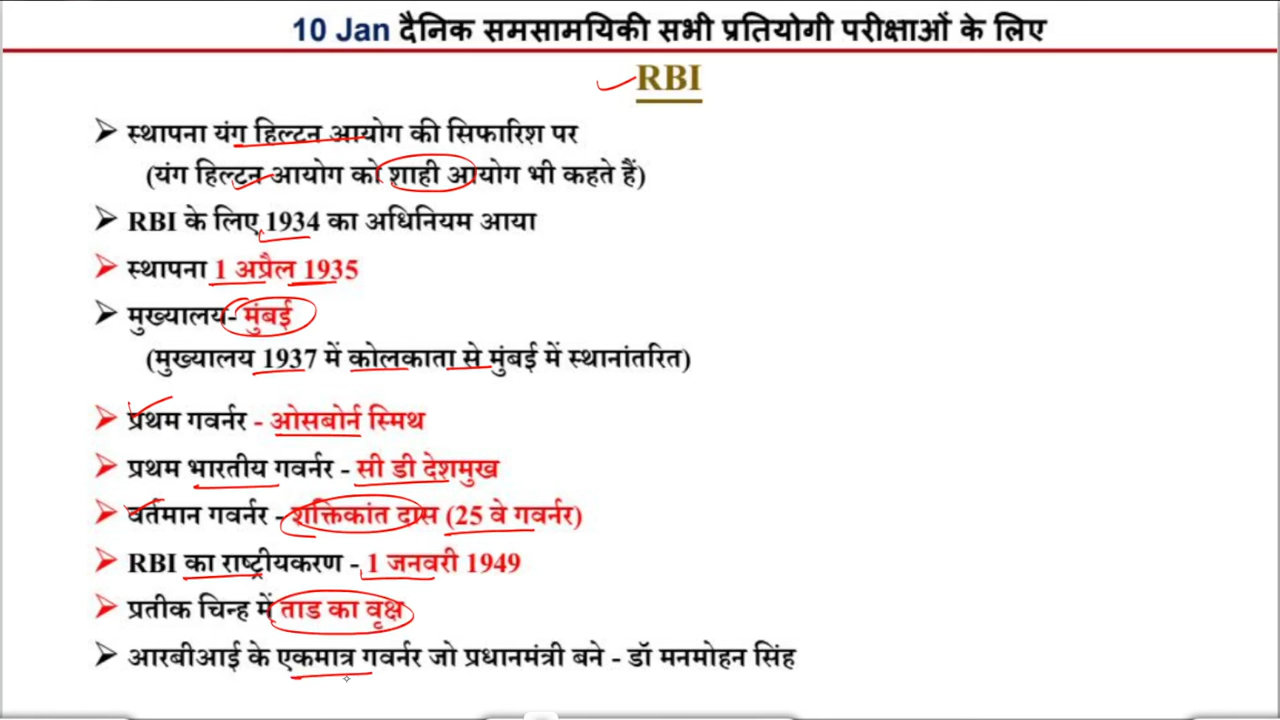 10 Jan दैनिक समसामयिकी सभी प्रतियोगी परीक्षाओं के लिए
RBI
➢ स्थापना यंग हिल्टन आयोग की सिफारिश पर
(यंग हिल्टन आयोग को शाही आयोग भी कहते हैं)
➢ RBI के लिए 1934 का अधिनियम आया
➢ स्थापना 1 अप्रैल 1935
➢ मुख्यालय- मुंबई
(मुख्यालय 1937 में कोलकाता से मुंबई में स्थानांतरित)
➢ प्रथम गवर्नर - ओसबोर्न स्मिथ
➢ प्रथम भारतीय गवर्नर - सी डी देशमुख
➢ वर्तमान गवर्नर - शक्तिकांत दास (25 वे गवर्नर)
➢ RBI का राष्ट्रीयकरण - 1 जनवरी 1949
➢ प्रतीक चिन्ह में ताड का वृक्ष
➢ आरबीआई के एकमात्र गवर्नर जो प्रधानमंत्री बने - डॉ मनमोहन सिंह